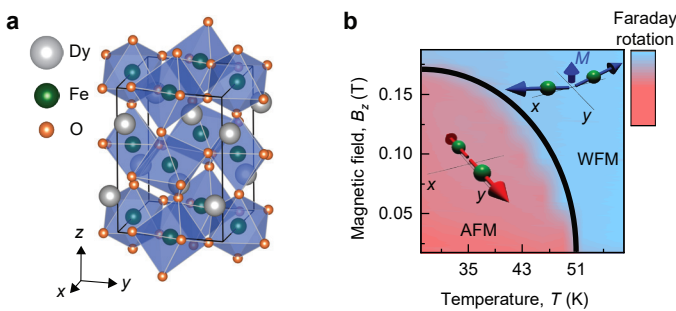 a
Dy
Fe
O
z
x
y
b
Faraday
rotation
Magnetic field, B_z (T)
0.15
0.10
0.05
M
x
y
WFM
x
y
AFM
35
43
51
Temperature, T (K)